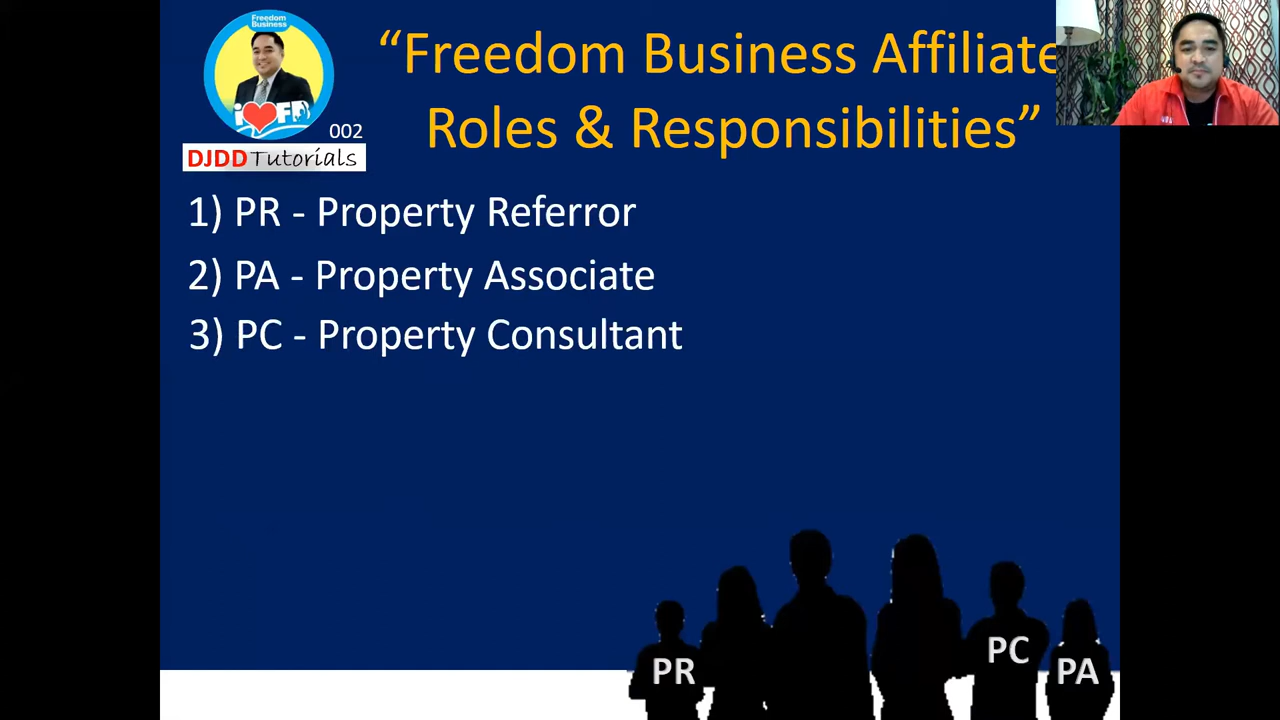 Freedom
Business
i FB
002
DJDD Tutorials
“Freedom Business Affiliate
Roles & Responsibilities”
1) PR - Property Referror
2) PA - Property Associate
3) PC - Property Consultant
PR
PC
PA